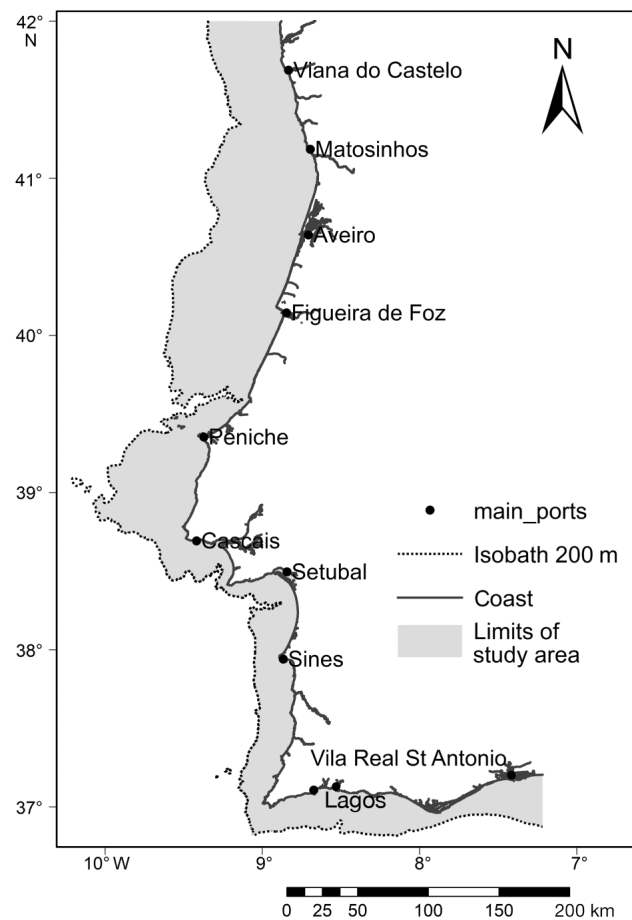 42°
N
N
Viana do Castelo
Matosinhos
41°
Aveiro
Figueira de Foz
40°
Peniche
39°
main_ports
Cascais
Isobath 200 m
Setubal
Coast
Limits of
study area
38°
Sines
Vila Real St Antonio
Lagos
37°
10° W 9° 8° 7°
0 25 50 100 150 200 km